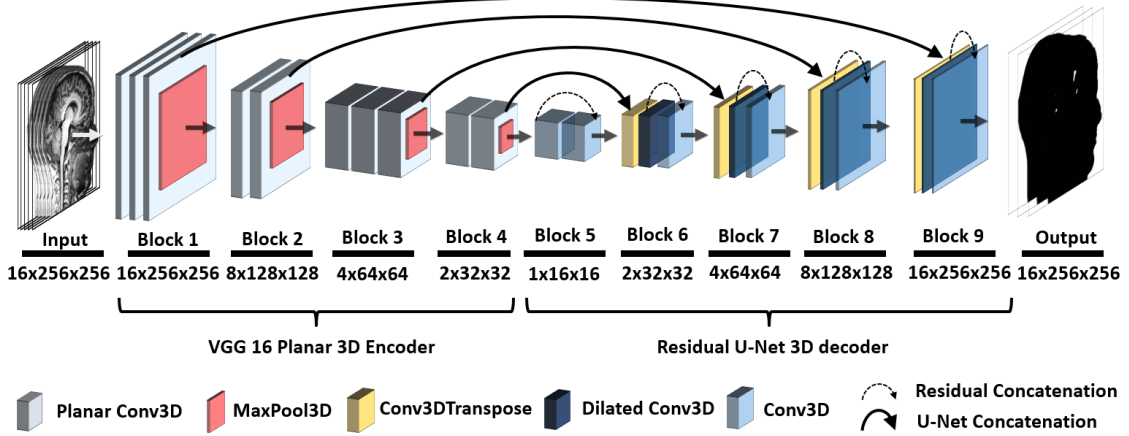 Input Block 1 Block 2 Block 3 Block 4 Block 5 Block 6 Block 7 Block 8 Block 9 Output
16x256x256 16x256x256 8x128x128 4x64x64 2x32x32 1x16x16 2x32x32 4x64x64 8x128x128 16x256x256 16x256x256
VGG 16 Planar 3D Encoder Residual U-Net 3D decoder
Planar Conv3D MaxPool3D Conv3DTranspose Dilated Conv3D Conv3D Residual Concatenation
U-Net Concatenation